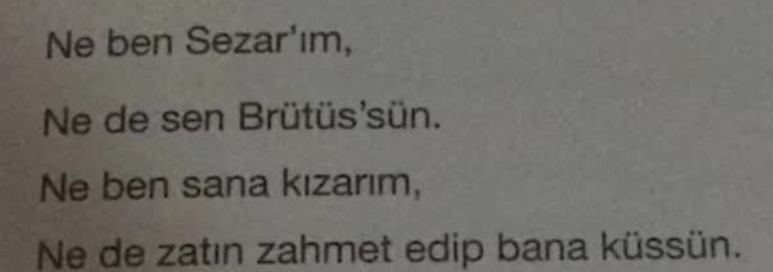 Ne ben Sezar'ım,
Ne de sen Brütüs'sün.
Ne ben sana kızarım,
Ne de zatın zahmet edip bana küssün.